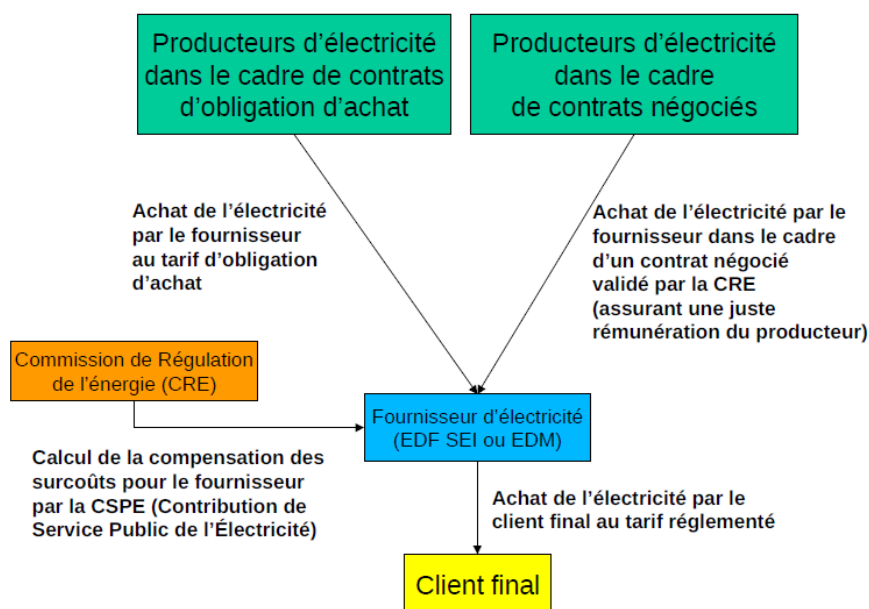 Producteurs d’électricité
dans le cadre de contrats
d’obligation d’achat
Producteurs d’électricité
dans le cadre
de contrats négociés
Achat de l’électricité
par le fournisseur
au tarif d’obligation
d’achat
Achat de l’électricité par le
fournisseur dans le cadre
d’un contrat négocié
validé par la CRE
(assurant une juste
rémunération du producteur)
Commission de Régulation
de l’énergie (CRE)
Fournisseur d’électricité
(EDF SEI ou EDM)
Calcul de la compensation des
surcoûts pour le fournisseur
par la CSPE (Contribution de
Service Public de l’Électricité)
Achat de l’électricité par le
client final au tarif réglementé
Client final